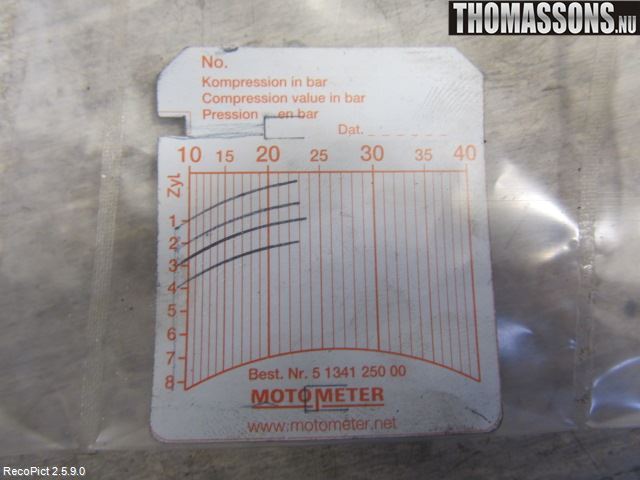 THOMASSONS.NU
No.
Kompression in bar
Compression value in bar
Pression en bar
Dat.
10 15 20 25 30 35 40
Zyl
1
2
3
4
5
6
7
8
Best. Nr. 5 1341 250 00
MOTOMETER
www.motometer.net
RecoPict 2.5.9.0